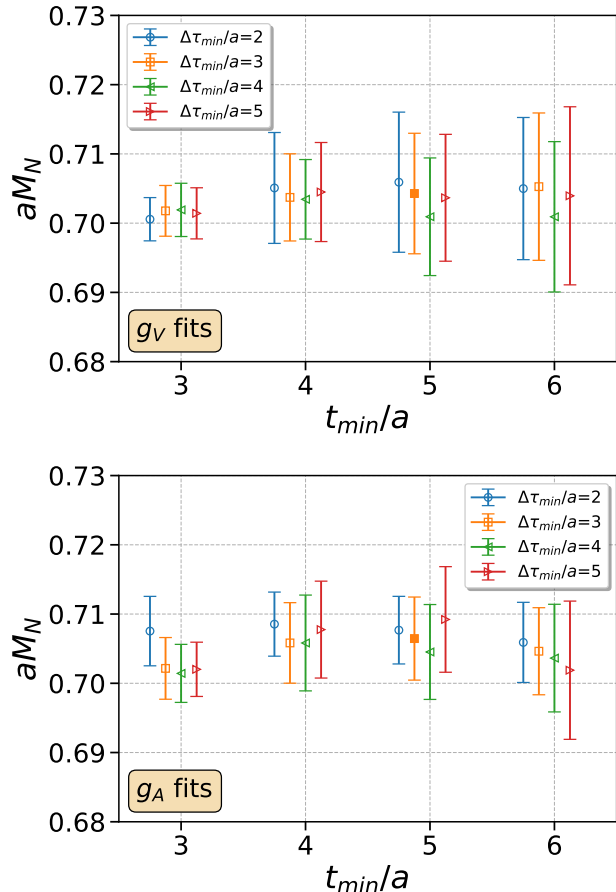 0.73
0.72
0.71
0.70
0.69
0.68
aM_N
Δτ_min/a=2
Δτ_min/a=3
Δτ_min/a=4
Δτ_min/a=5
g_V fits
3 4 5 6
t_min/a
0.73
0.72
0.71
0.70
0.69
0.68
aM_N
Δτ_min/a=2
Δτ_min/a=3
Δτ_min/a=4
Δτ_min/a=5
g_A fits
3 4 5 6
t_min/a